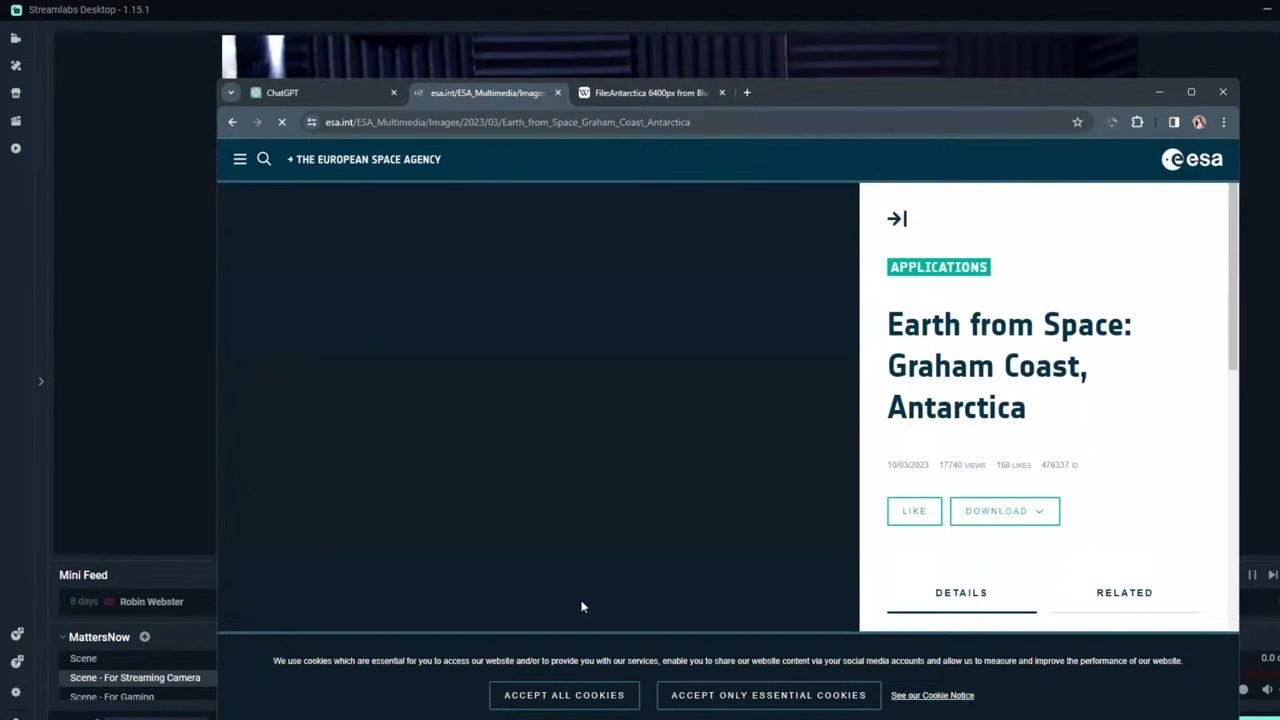 Streamlabs Desktop - 1.15.1
ChatGPT
esa.int/ESA_Multimedia/Images
File:Antarctica 6400px from Blu
esa.int/ESA_Multimedia/Images/2023/03/Earth_from_Space_Graham_Coast_Antarctica
→ THE EUROPEAN SPACE AGENCY
esa
APPLICATIONS
Earth from Space:
Graham Coast,
Antarctica
10/03/2023 17740 VIEWS 168 LIKES 476337 ID
LIKE
DOWNLOAD
DETAILS
RELATED
Mini Feed
8 days Robin Webster
MattersNow
Scene
Scene - For Streaming Camera
Scene - For Gaming
We use cookies which are essential for you to access our website and/or to provide you with our services, enable you to share our website content via your social media accounts and allow us to measure and improve the performance of our website.
ACCEPT ALL COOKIES
ACCEPT ONLY ESSENTIAL COOKIES
See our Cookie Notice
0.0